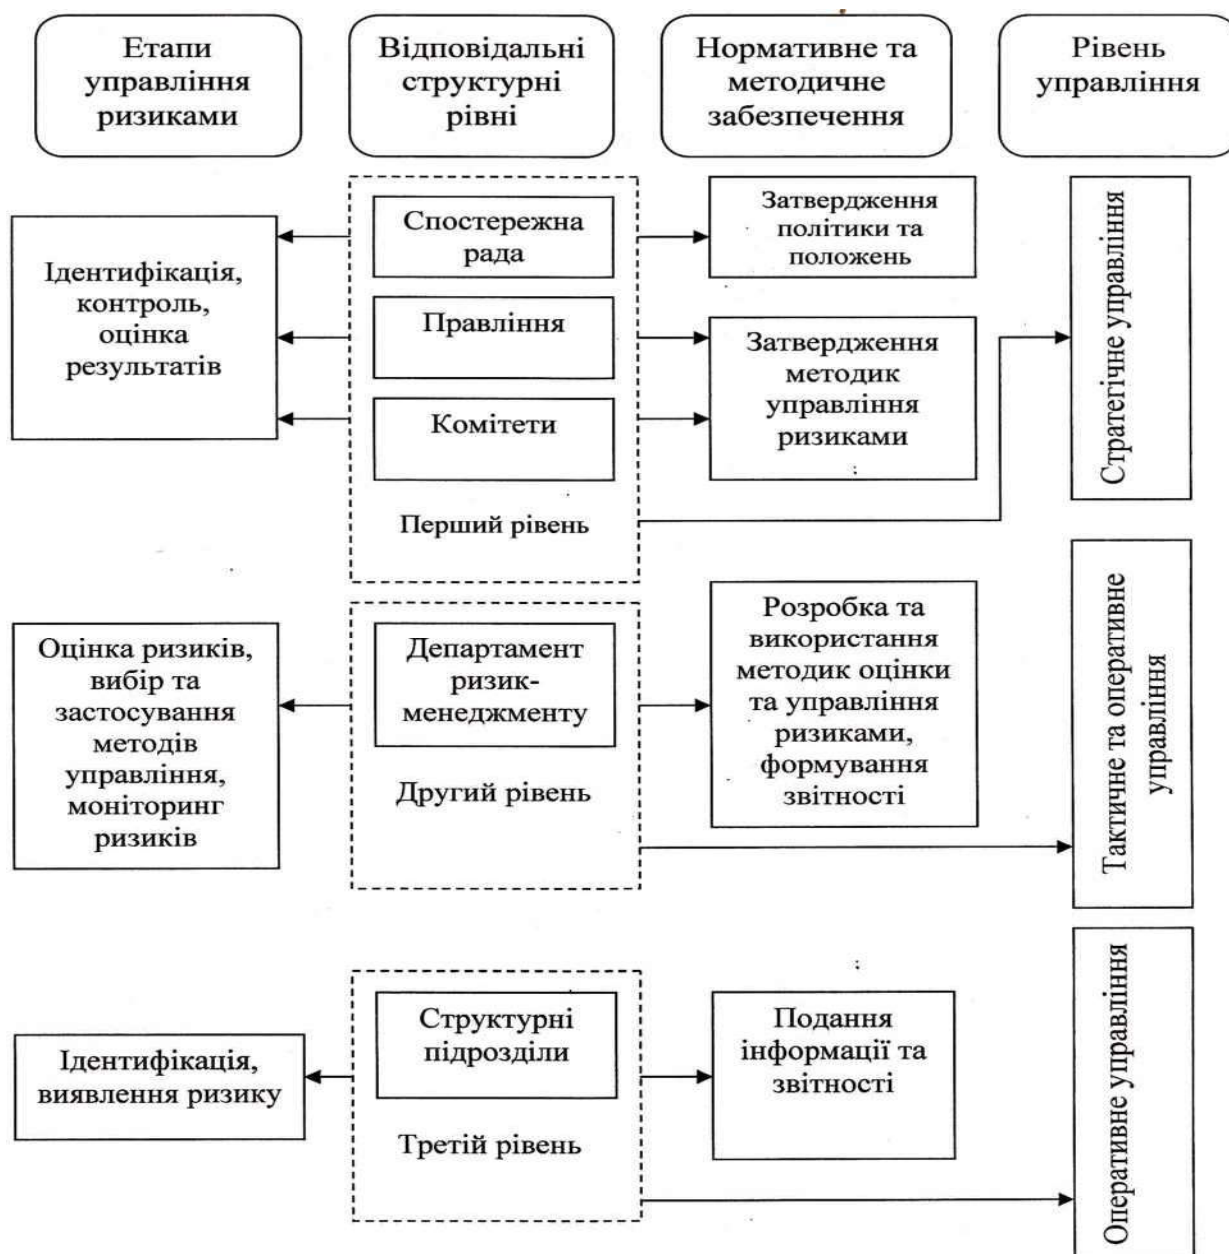 Етапи
управління
ризиками
Відповідальні
структурні
рівні
Нормативне та
методичне
забезпечення
Рівень
управління
Ідентифікація,
контроль,
оцінка
результатів
Спостережна
рада
Правління
Комітети
Перший рівень
Затвердження
політики та
положень
Затвердження
методик
управління
ризиками
Стратегічне управління
Оцінка ризиків,
вибір та
застосування
методів
управління,
моніторинг
ризиків
Департамент
ризик-
менеджменту
Другий рівень
Розробка та
використання
методик оцінки
та управління
ризиками,
формування
звітності
Тактичне та оперативне
управління
Ідентифікація,
виявлення ризику
Структурні
підрозділи
Третій рівень
Подання
інформації та
звітності
Оперативне управління